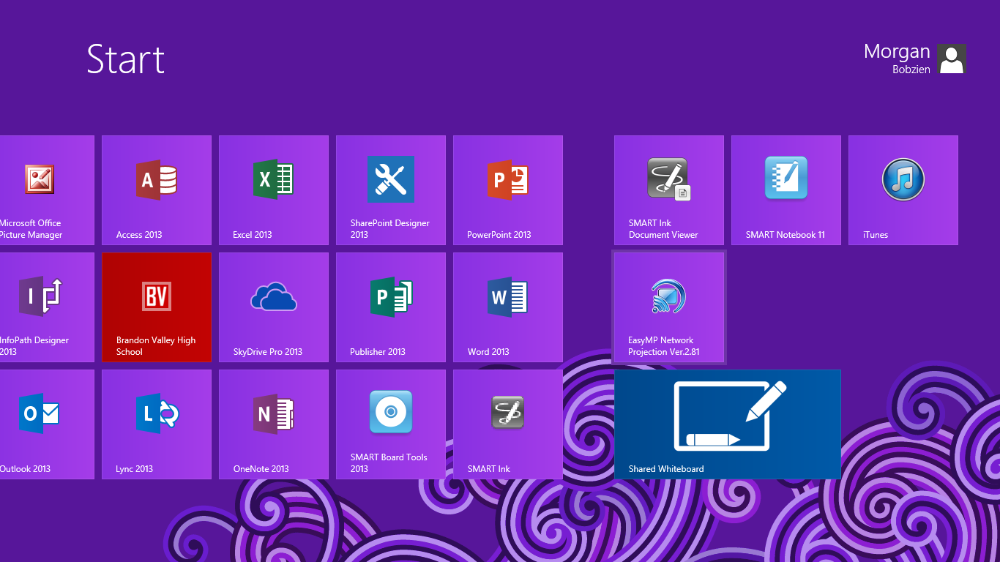 Start
Morgan
Bobzien
Microsoft Office
Picture Manager
Access 2013
Excel 2013
SharePoint Designer
2013
PowerPoint 2013
SMART Ink
Document Viewer
SMART Notebook 11
iTunes
InfoPath Designer
2013
BV
Brandon Valley High
School
SkyDrive Pro 2013
Publisher 2013
Word 2013
EasyMP Network
Projection Ver.2.81
Outlook 2013
Lync 2013
OneNote 2013
SMART Board Tools
2013
SMART Ink
Shared Whiteboard